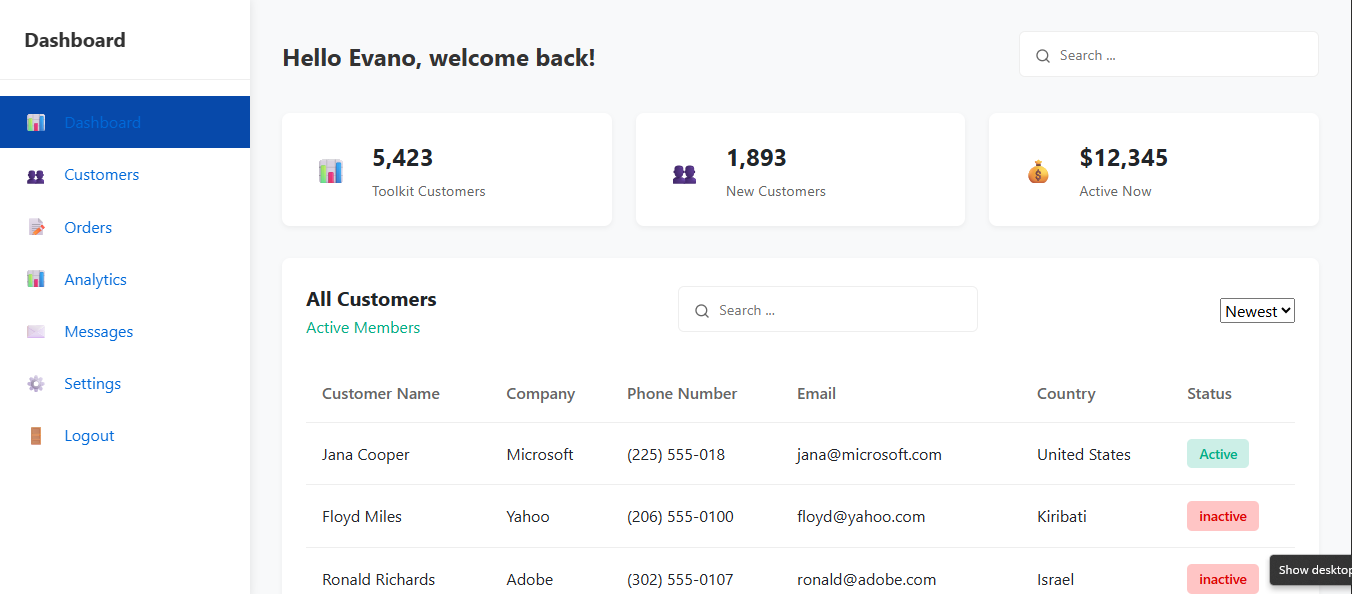 Dashboard
Dashboard
Customers
Orders
Analytics
Messages
Settings
Logout
Hello Evano, welcome back!
Search ...
5,423
Toolkit Customers
1,893
New Customers
$12,345
Active Now
All Customers
Active Members
Search ...
Newest
Customer Name Company Phone Number Email Country Status
Jana Cooper Microsoft (225) 555-018 jana@microsoft.com United States Active
Floyd Miles Yahoo (206) 555-0100 floyd@yahoo.com Kiribati inactive
Ronald Richards Adobe (302) 555-0107 ronald@adobe.com Israel inactive
Show desktop